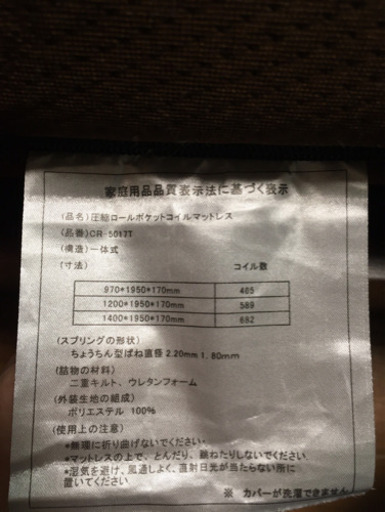 家庭用品品質表示法に基づく表示
(品名)圧縮ロールポケットコイルマットレス
(品番)CR-5017T
(構造)一体式
(寸法) コイル数
970*1950*170mm 465
1200*1950*170mm 589
1400*1950*170mm 682
(スプリングの形状)
ちょうちん型ばね直径 2.20mm 1.80mm
(詰物の材料)
二重キルト、ウレタンフォーム
(外装生地の組成)
ポリエステル 100%
(使用上の注意)
*無理に折り曲げないでください。
*マットレスの上で、とんだり、跳ねたりしないでください。
*湿気を避け、風通しよく、直射日光が当たらない所に
置いてください。
※ カバーが洗濯できません